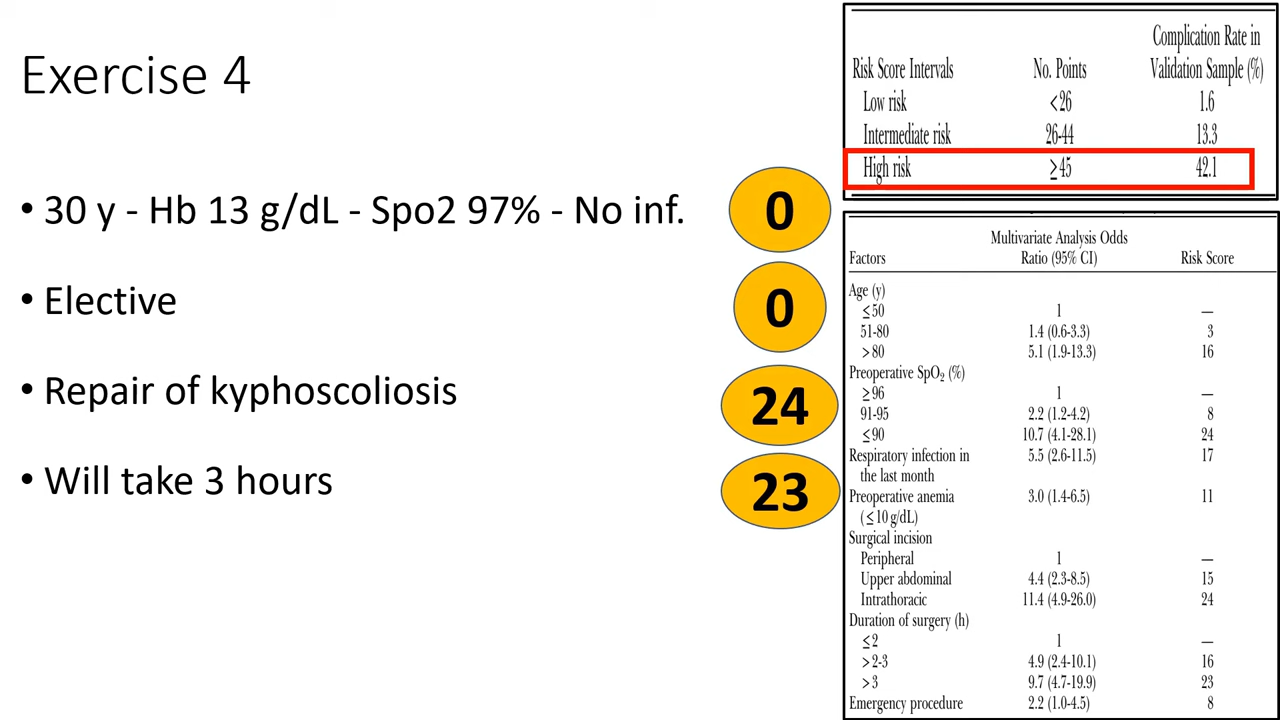 Exercise 4
• 30 y - Hb 13 g/dL - Spo2 97% - No inf.
0
• Elective
0
• Repair of kyphoscoliosis
24
• Will take 3 hours
23
Complication Rate in
Risk Score Intervals No. Points Validation Sample (%)
Low risk <26 1.6
Intermediate risk 26-44 13.3
High risk ≥45 42.1
Multivariate Analysis Odds
Factors Ratio (95% CI) Risk Score
Age (y)
≤50 1 —
51-80 1.4 (0.6-3.3) 3
>80 5.1 (1.9-13.3) 16
Preoperative SpO₂ (%)
≥96 1 —
91-95 2.2 (1.2-4.2) 8
≤90 10.7 (4.1-28.1) 24
Respiratory infection in 5.5 (2.6-11.5) 17
the last month
Preoperative anemia 3.0 (1.4-6.5) 11
(≤10 g/dL)
Surgical incision
Peripheral 1 —
Upper abdominal 4.4 (2.3-8.5) 15
Intrathoracic 11.4 (4.9-26.0) 24
Duration of surgery (h)
≤2 1 —
>2-3 4.9 (2.4-10.1) 16
>3 9.7 (4.7-19.9) 23
Emergency procedure 2.2 (1.0-4.5) 8